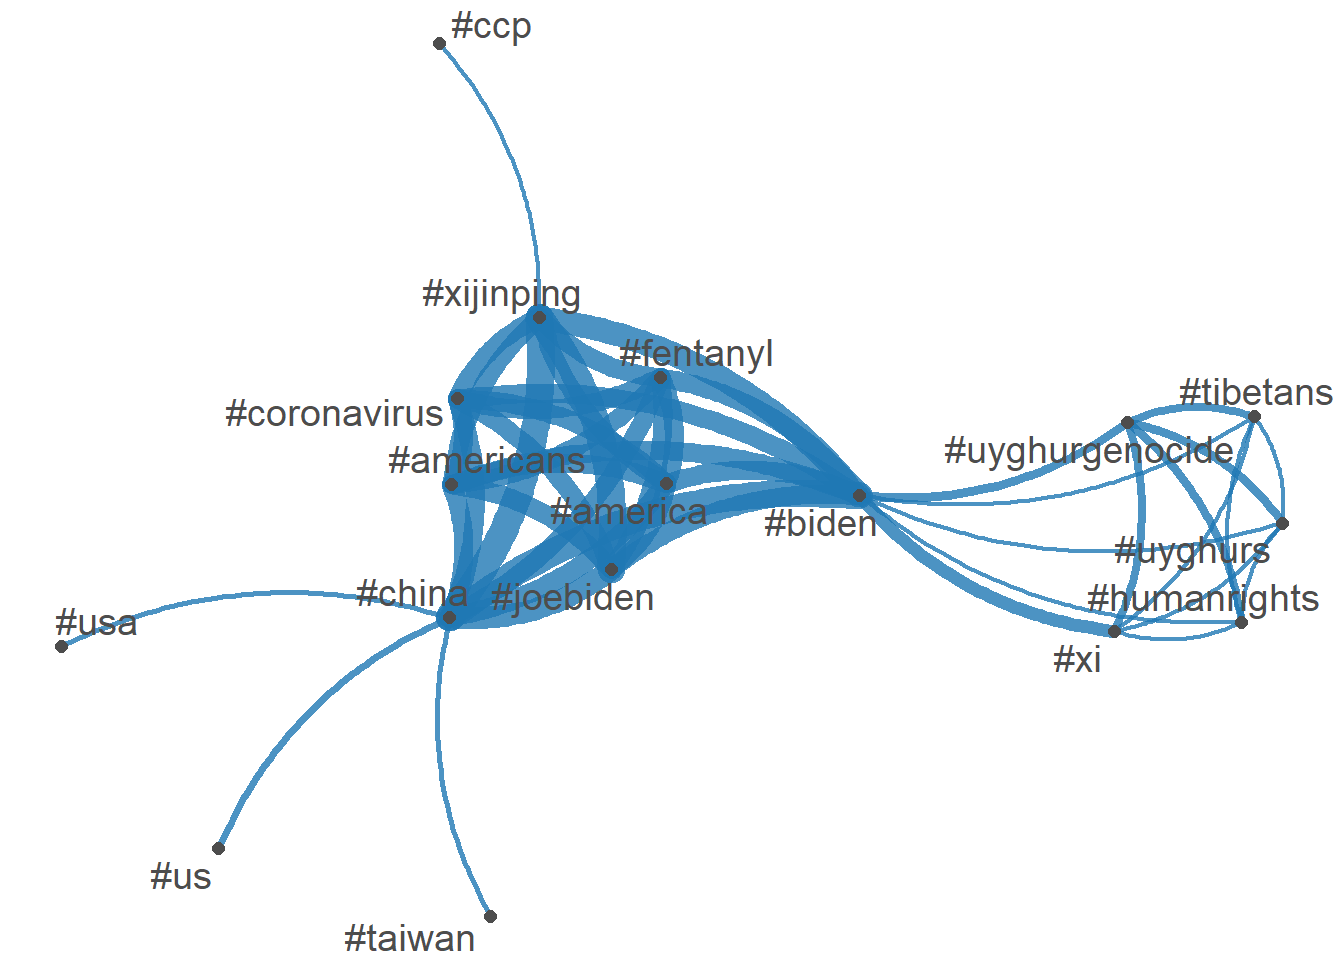 #ccp
#xijinping
#fentanyl
#tibetans
#coronavirus
#uyghurgenocide
#americans
#america
#biden
#uyghurs
#china
#joebiden
#humanrights
#usa
#xi
#us
#taiwan